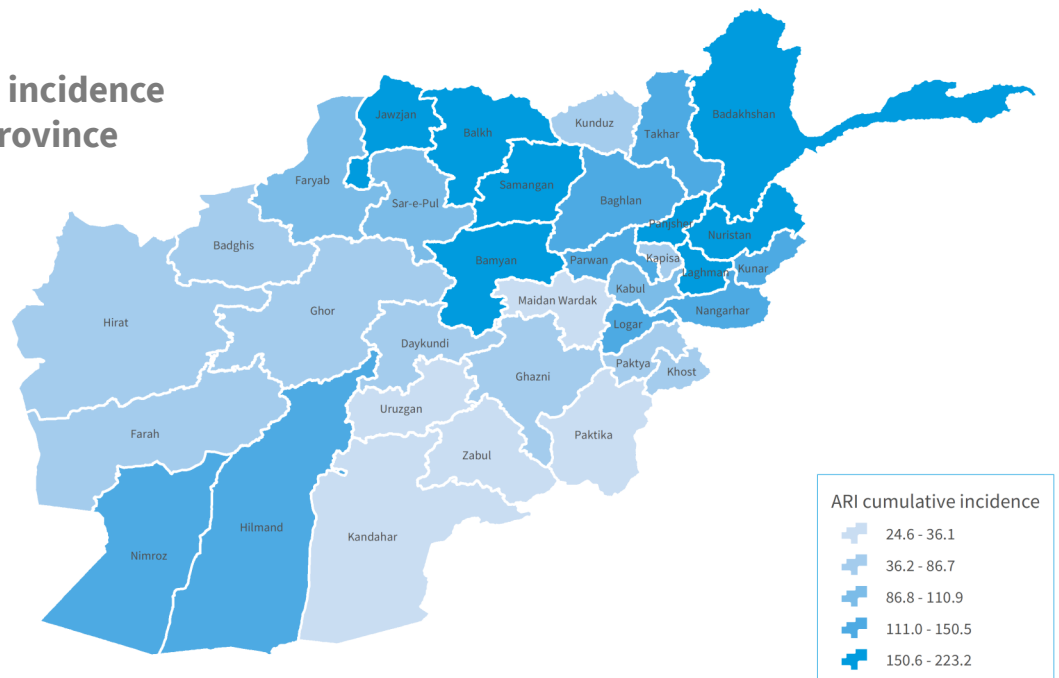 incidence
rovince
Jawzjan
Balkh
Kunduz
Takhar
Badakhshan
Faryab
Sar-e-Pul
Samangan
Baghlan
Panjsher
Nuristan
Badghis
Bamyan
Parwan
Kapisa
Laghman
Kunar
Hirat
Ghor
Maidan Wardak
Kabul
Nangarhar
Logar
Daykundi
Ghazni
Paktya
Khost
Uruzgan
Farah
Zabul
Paktika
Nimroz
Hilmand
Kandahar
ARI cumulative incidence
24.6 - 36.1
36.2 - 86.7
86.8 - 110.9
111.0 - 150.5
150.6 - 223.2